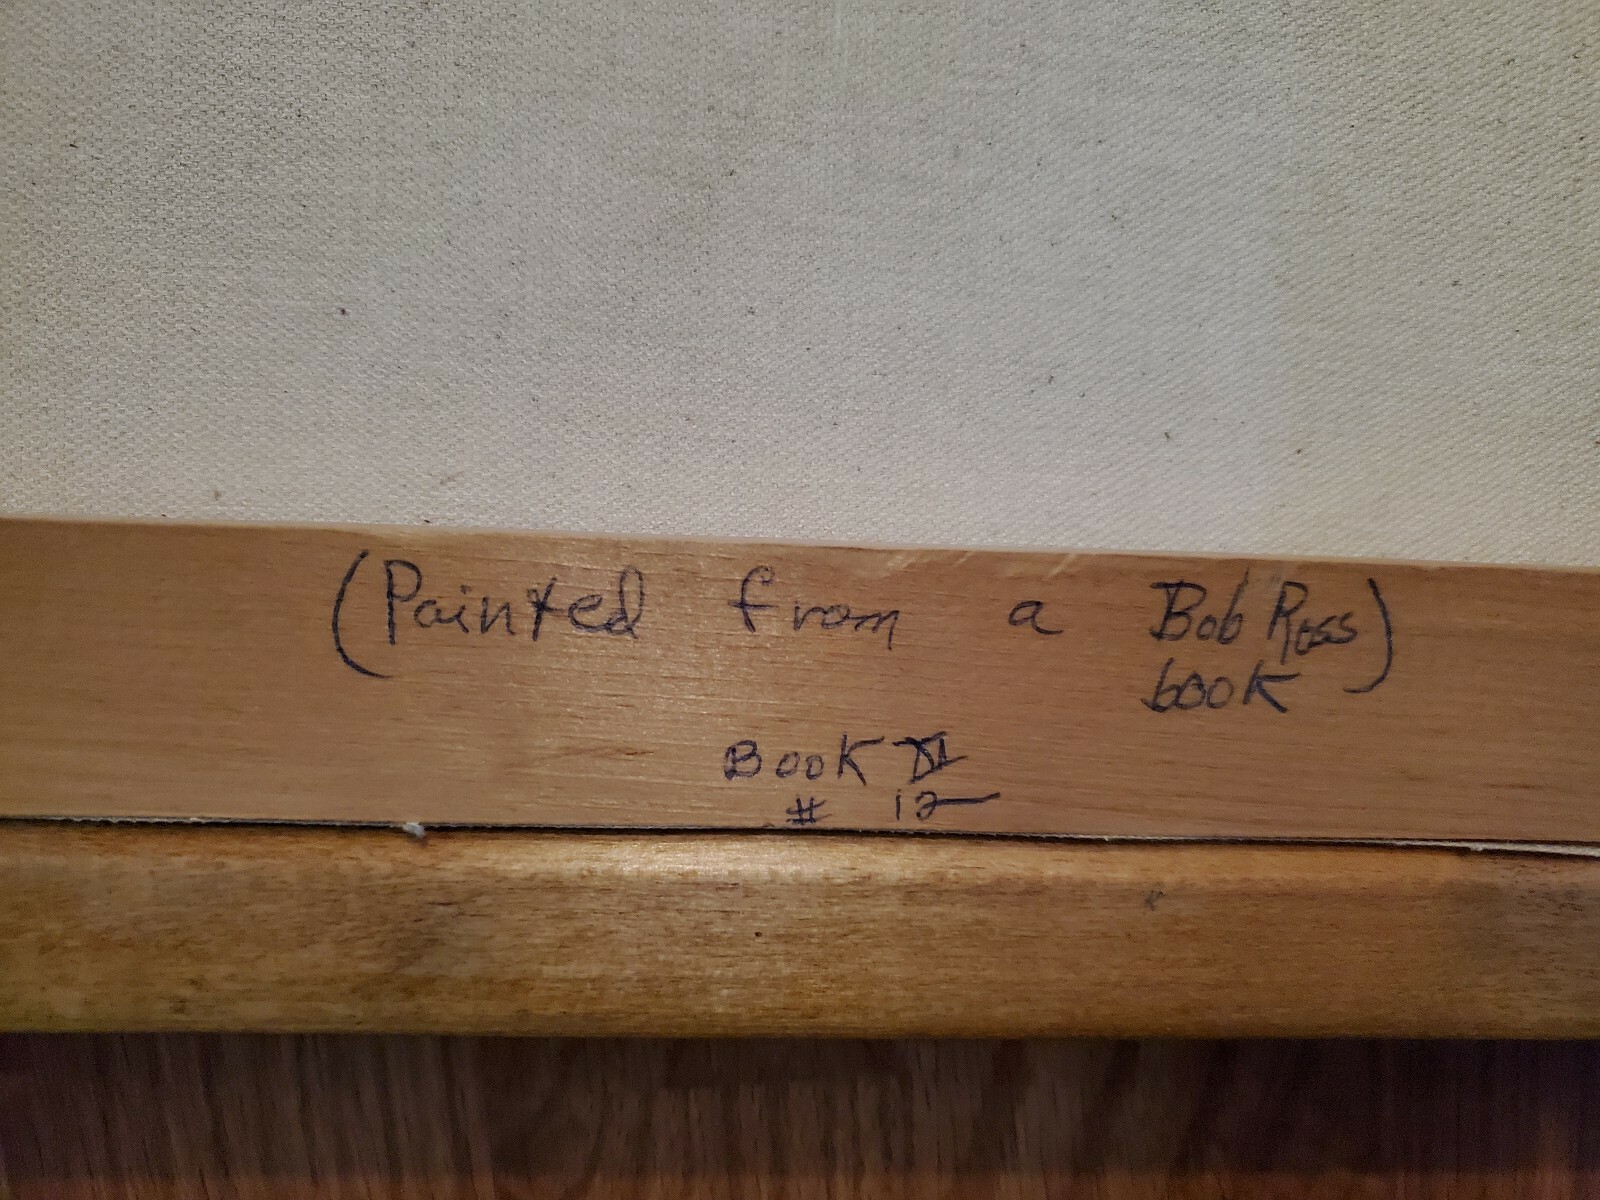 (Painted from a Bob Ross)
book
Book XI
# 12